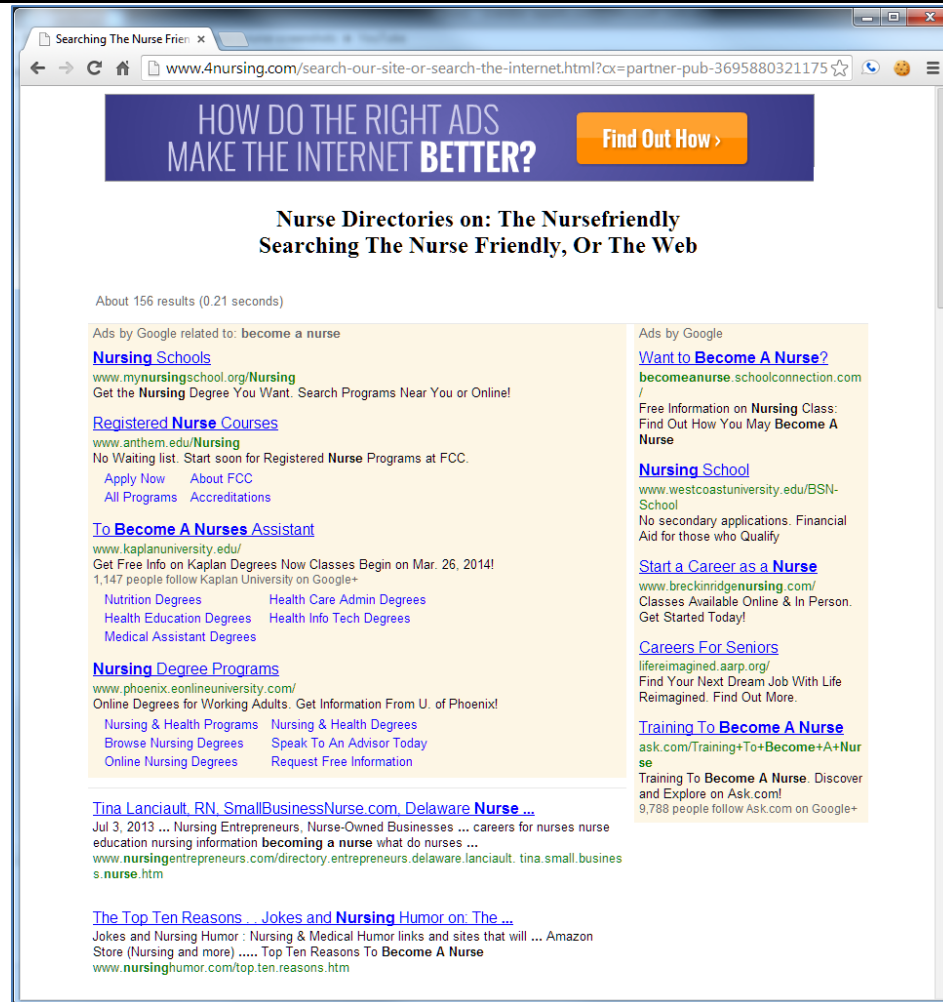 Searching The Nurse Frien
www.4nursing.com/search-our-site-or-search-the-internet.html?cx=partner-pub-3695880321175
HOW DO THE RIGHT ADS
MAKE THE INTERNET BETTER?
Find Out How ›
Nurse Directories on: The Nursefriendly
Searching The Nurse Friendly, Or The Web
About 156 results (0.21 seconds)
Ads by Google related to: become a nurse
Nursing Schools
www.mynursingschool.org/Nursing
Get the Nursing Degree You Want. Search Programs Near You or Online!
Registered Nurse Courses
www.anthem.edu/Nursing
No Waiting list. Start soon for Registered Nurse Programs at FCC.
Apply Now About FCC
All Programs Accreditations
To Become A Nurses Assistant
www.kaplanuniversity.edu/
Get Free Info on Kaplan Degrees Now Classes Begin on Mar. 26, 2014!
1,147 people follow Kaplan University on Google+
Nutrition Degrees Health Care Admin Degrees
Health Education Degrees Health Info Tech Degrees
Medical Assistant Degrees
Nursing Degree Programs
www.phoenix.eonlineuniversity.com/
Online Degrees for Working Adults. Get Information From U. of Phoenix!
Nursing & Health Programs Nursing & Health Degrees
Browse Nursing Degrees Speak To An Advisor Today
Online Nursing Degrees Request Free Information
Ads by Google
Want to Become A Nurse?
becomeanurse.schoolconnection.com
/
Free Information on Nursing Class:
Find Out How You May Become A
Nurse
Nursing School
www.westcoastuniversity.edu/BSN-
School
No secondary applications. Financial
Aid for those who Qualify
Start a Career as a Nurse
www.breckinridgenursing.com/
Classes Available Online & In Person.
Get Started Today!
Careers For Seniors
lifereimagined.aarp.org/
Find Your Next Dream Job With Life
Reimagined. Find Out More.
Training To Become A Nurse
ask.com/Training+To+Become+A+Nur
se
Training To Become A Nurse. Discover
and Explore on Ask.com!
9,788 people follow Ask.com on Google+
Tina Lanciault, RN, SmallBusinessNurse.com, Delaware Nurse ...
Jul 3, 2013 ... Nursing Entrepreneurs, Nurse-Owned Businesses ... careers for nurses nurse
education nursing information becoming a nurse what do nurses ...
www.nursingentrepreneurs.com/directory.entrepreneurs.delaware.lanciault. tina.small.busines
s.nurse.htm
The Top Ten Reasons . . Jokes and Nursing Humor on: The ...
Jokes and Nursing Humor : Nursing & Medical Humor links and sites that will ... Amazon
Store (Nursing and more) ..... Top Ten Reasons To Become A Nurse
www.nursinghumor.com/top.ten.reasons.htm